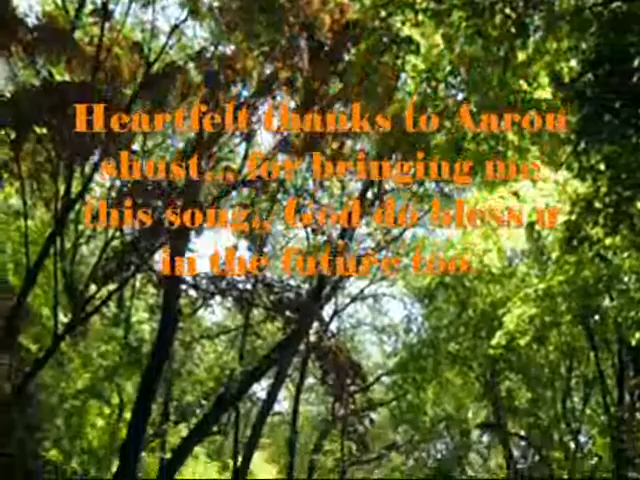 Heartfelt thanks to Aaron
shust... for bringing me
this song., God do bless u
in the future too.